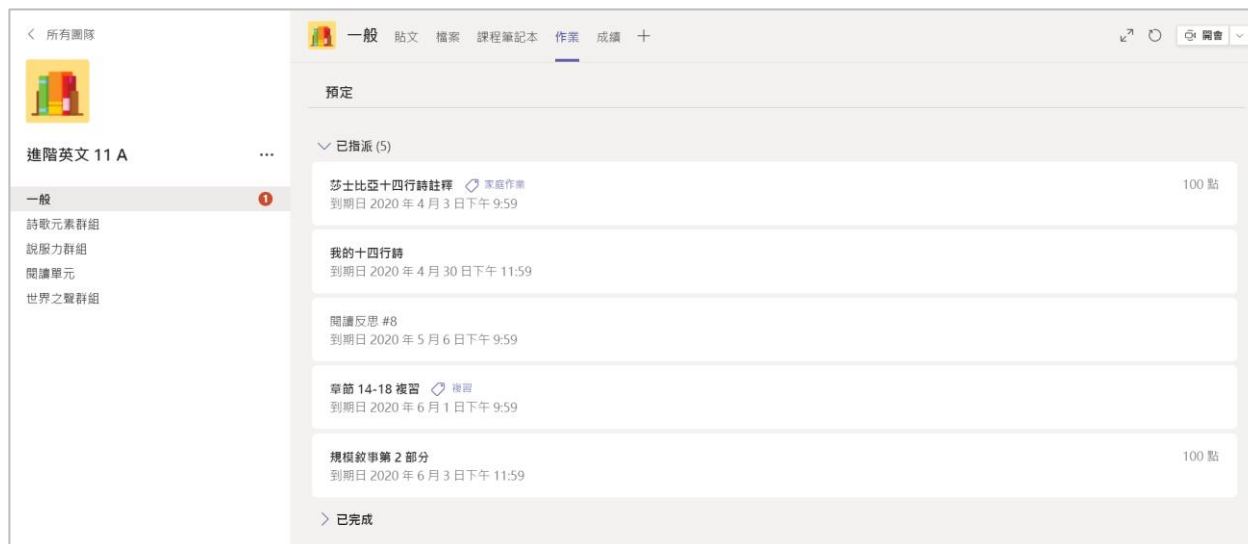 所有團隊
進階英文 11 A
一般
詩歌元素群組
說服力群組
閱讀單元
世界之聲群組
一般 貼文 檔案 課程筆記本 作業 成績 開會
預定
已指派 (5)
莎士比亞十四行詩註釋 家庭作業 100 點
到期日 2020 年 4 月 3 日下午 9:59
我的十四行詩
到期日 2020 年 4 月 30 日下午 11:59
閱讀反思 #8
到期日 2020 年 5 月 6 日下午 9:59
章節 14-18 複習 複習
到期日 2020 年 6 月 1 日下午 9:59
規模敘事第 2 部分 100 點
到期日 2020 年 6 月 3 日下午 11:59
已完成